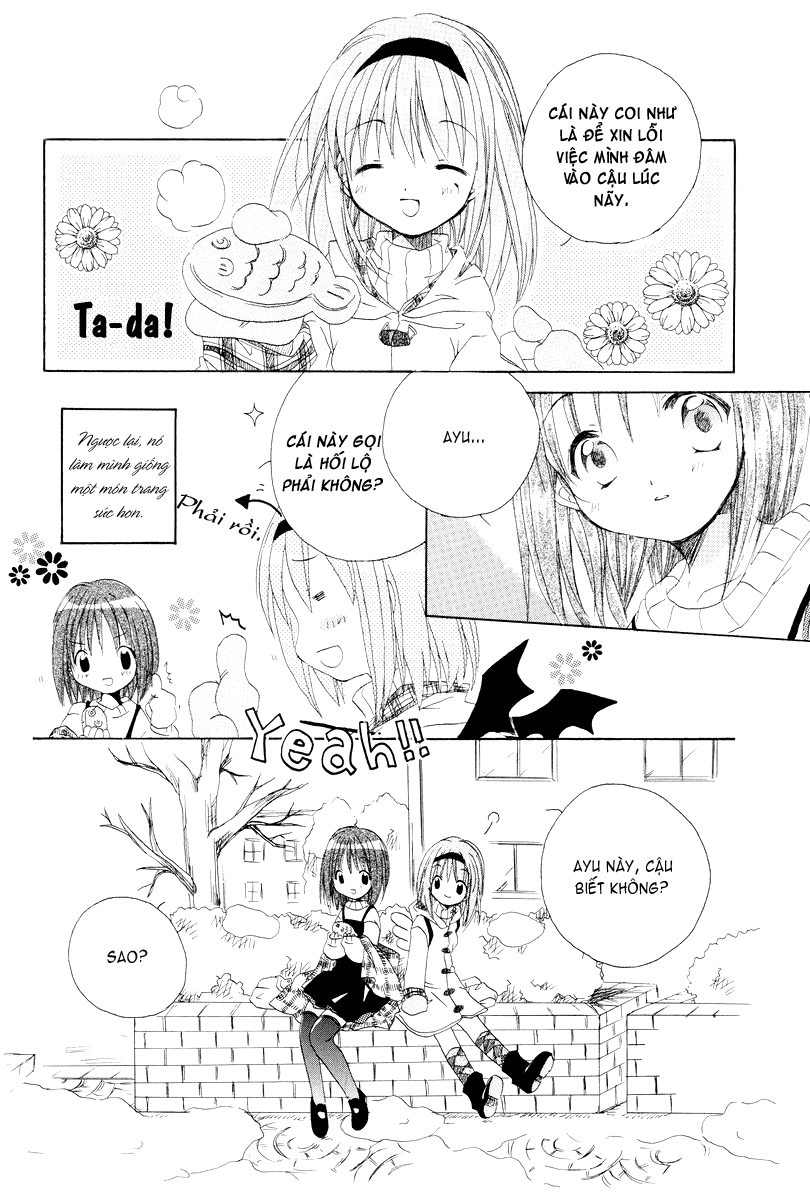 CÁI NÀY COI NHƯ
LÀ ĐỂ XIN LỖI
VIỆC MÌNH ĐÂM
VÀO CẬU LÚC
NÃY.
Ta-da!
AYU...
CÁI NÀY GỌI
LÀ HỐI LỘ
PHẢI KHÔNG?
Phải rồi.
Ngược lại, nó
làm mình giống
một món trang
sức hơn.
Yeah!!
AYU NÀY, CẬU
BIẾT KHÔNG?
SAO?